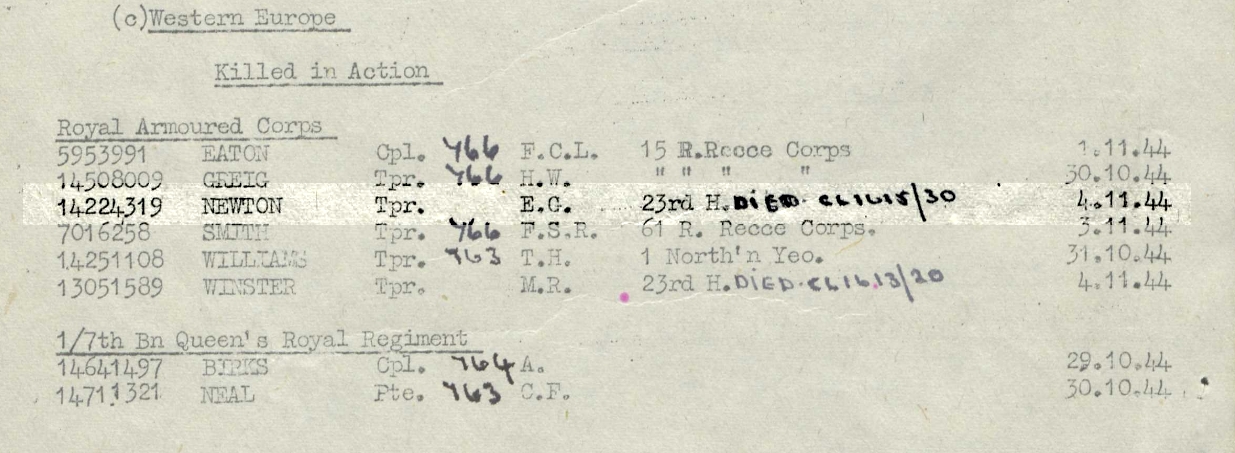 (c)Western Europe
Killed in Action
Royal Armoured Corps
5953991 EATON Cpl. 766 F.C.L. 15 R.Recce Corps 1.11.44
14508009 GREIG Tpr. 766 H.W. " " " " 30.10.44
14224319 NEWTON Tpr. E.G. 23rd H. DIED. CL 1615/30 4.11.44
7016258 SMITH Tpr. 766 F.S.R. 61 R. Recce Corps. 3.11.44
14251108 WILLIAMS Tpr. 763 T.H. 1 North'n Yeo. 31.10.44
13051589 WINSTER Tpr. M.R. 23rd H. DIED. CL 1613/20 4.11.44
1/7th Bn Queen's Royal Regiment
14641497 BIRKS Cpl. 764 A. 29.10.44
14711321 NEAL Pte. 763 C.F. 30.10.44